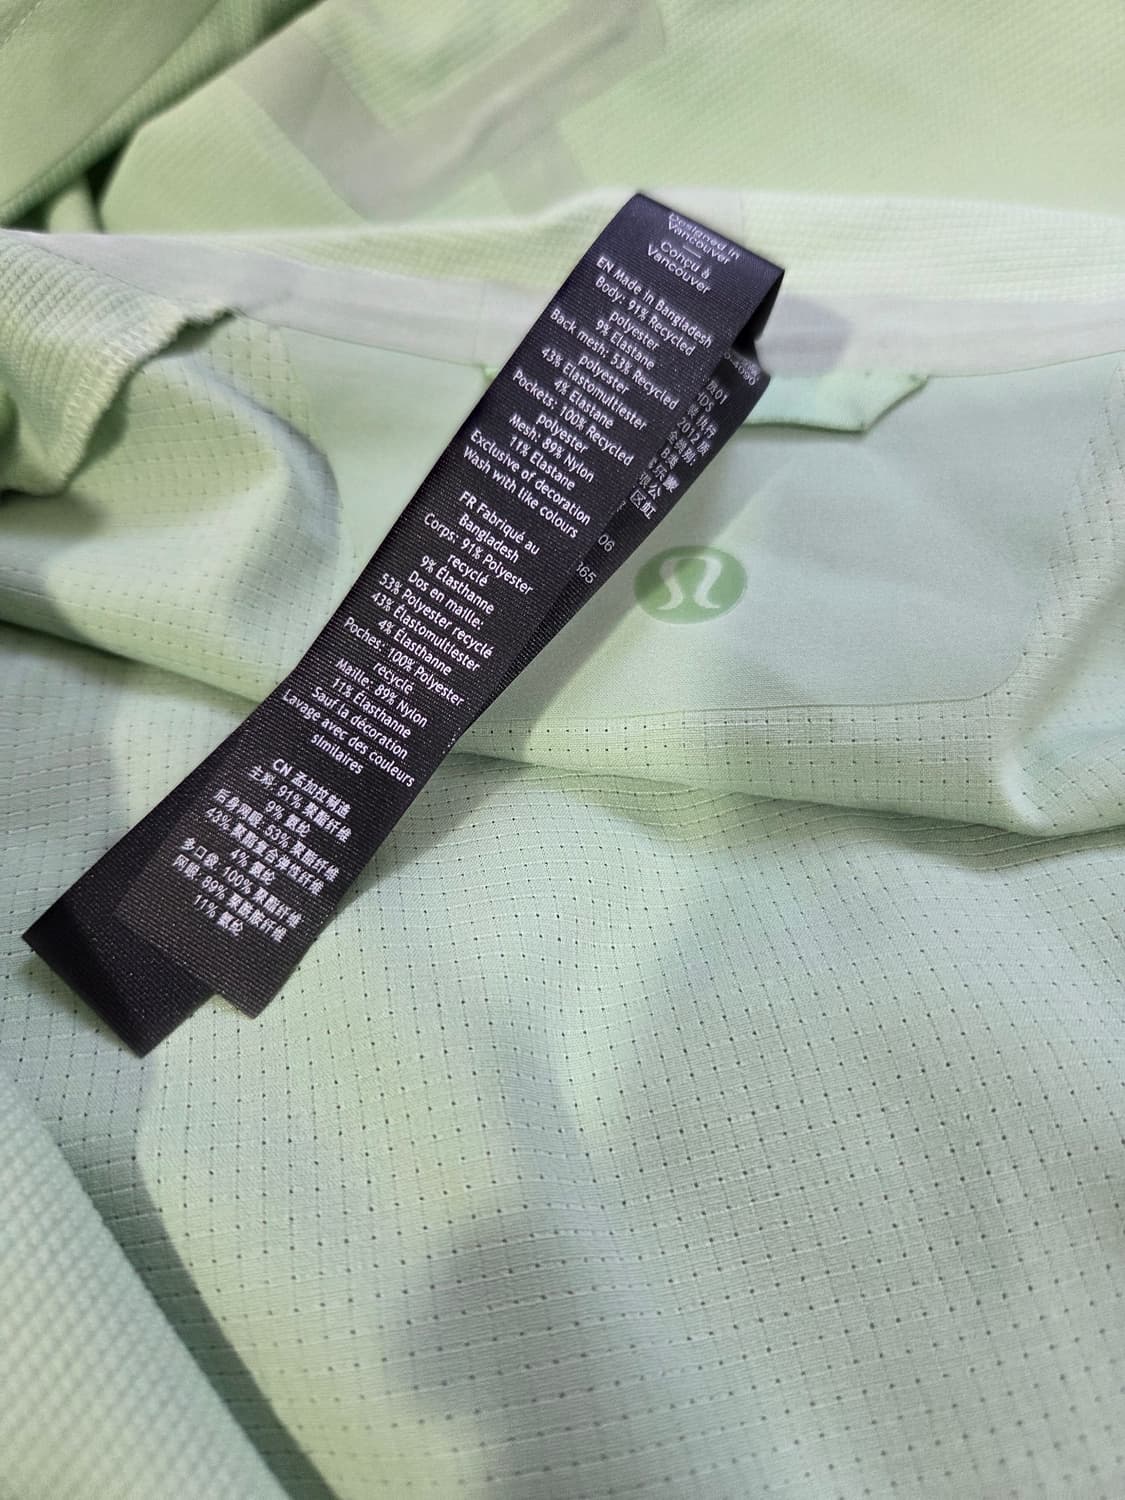 Designed in
Vancouver
—
Conçu à
Vancouver
EN Made in Bangladesh
Body: 91% Recycled
polyester
9% Elastane
Back mesh: 53% Recycled
polyester
43% Elastomultiester
4% Elastane
Pockets: 100% Recycled
polyester
Mesh: 89% Nylon
11% Elastane
Exclusive of decoration
Wash with like colours
FR Fabriqué au
Bangladesh
Corps: 91% Polyester
recyclé
9% Élasthanne
Dos en maille:
53% Polyester recyclé
43% Élastomultiester
4% Élasthanne
Poches: 100% Polyester
recyclé
Maille: 89% Nylon
11% Élasthanne
Sauf la décoration
Lavage avec des couleurs
similaires
CN 孟加拉制造
主料: 91% 聚酯纤维
9% 氨纶
后身网眼: 53% 聚酯纤维
43% 聚酯复合弹性纤维
4% 氨纶
多口袋: 100% 聚酯纤维
网眼: 89% 聚酰胺纤维
11% 氨纶
2012
公
区虹
06
365